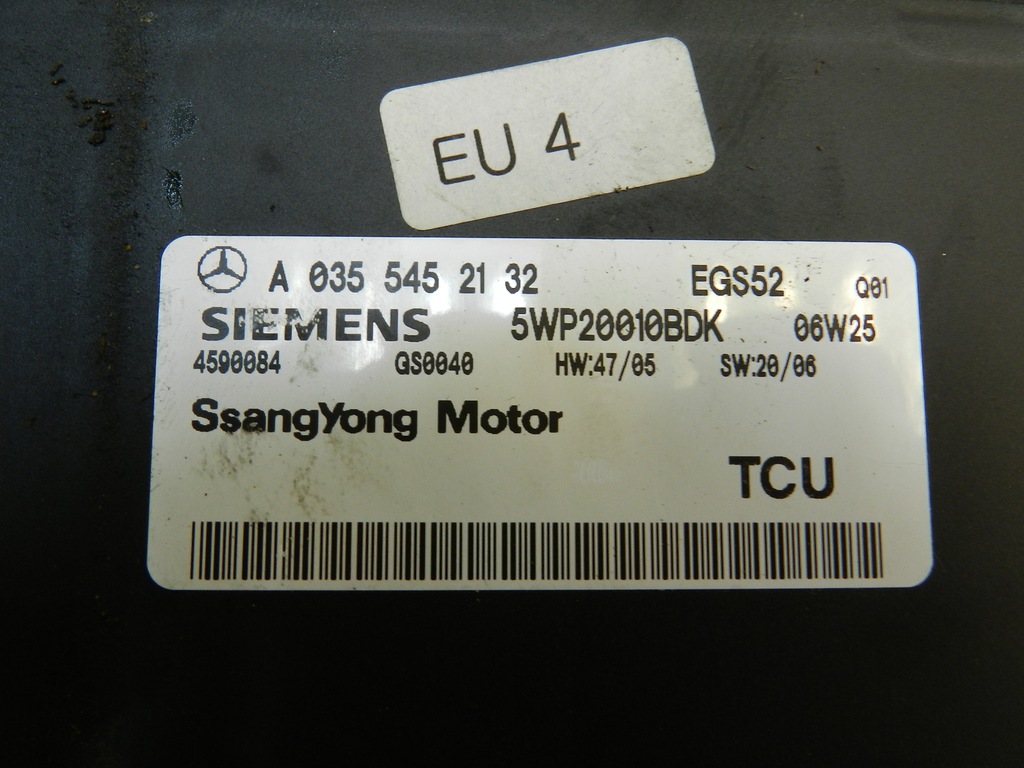 EU 4
A 035 545 21 32 EGS52 Q01
SIEMENS 5WP20010BDK 06W25
4590084 GS0040 HW:47/05 SW:20/06
SsangYong Motor
TCU